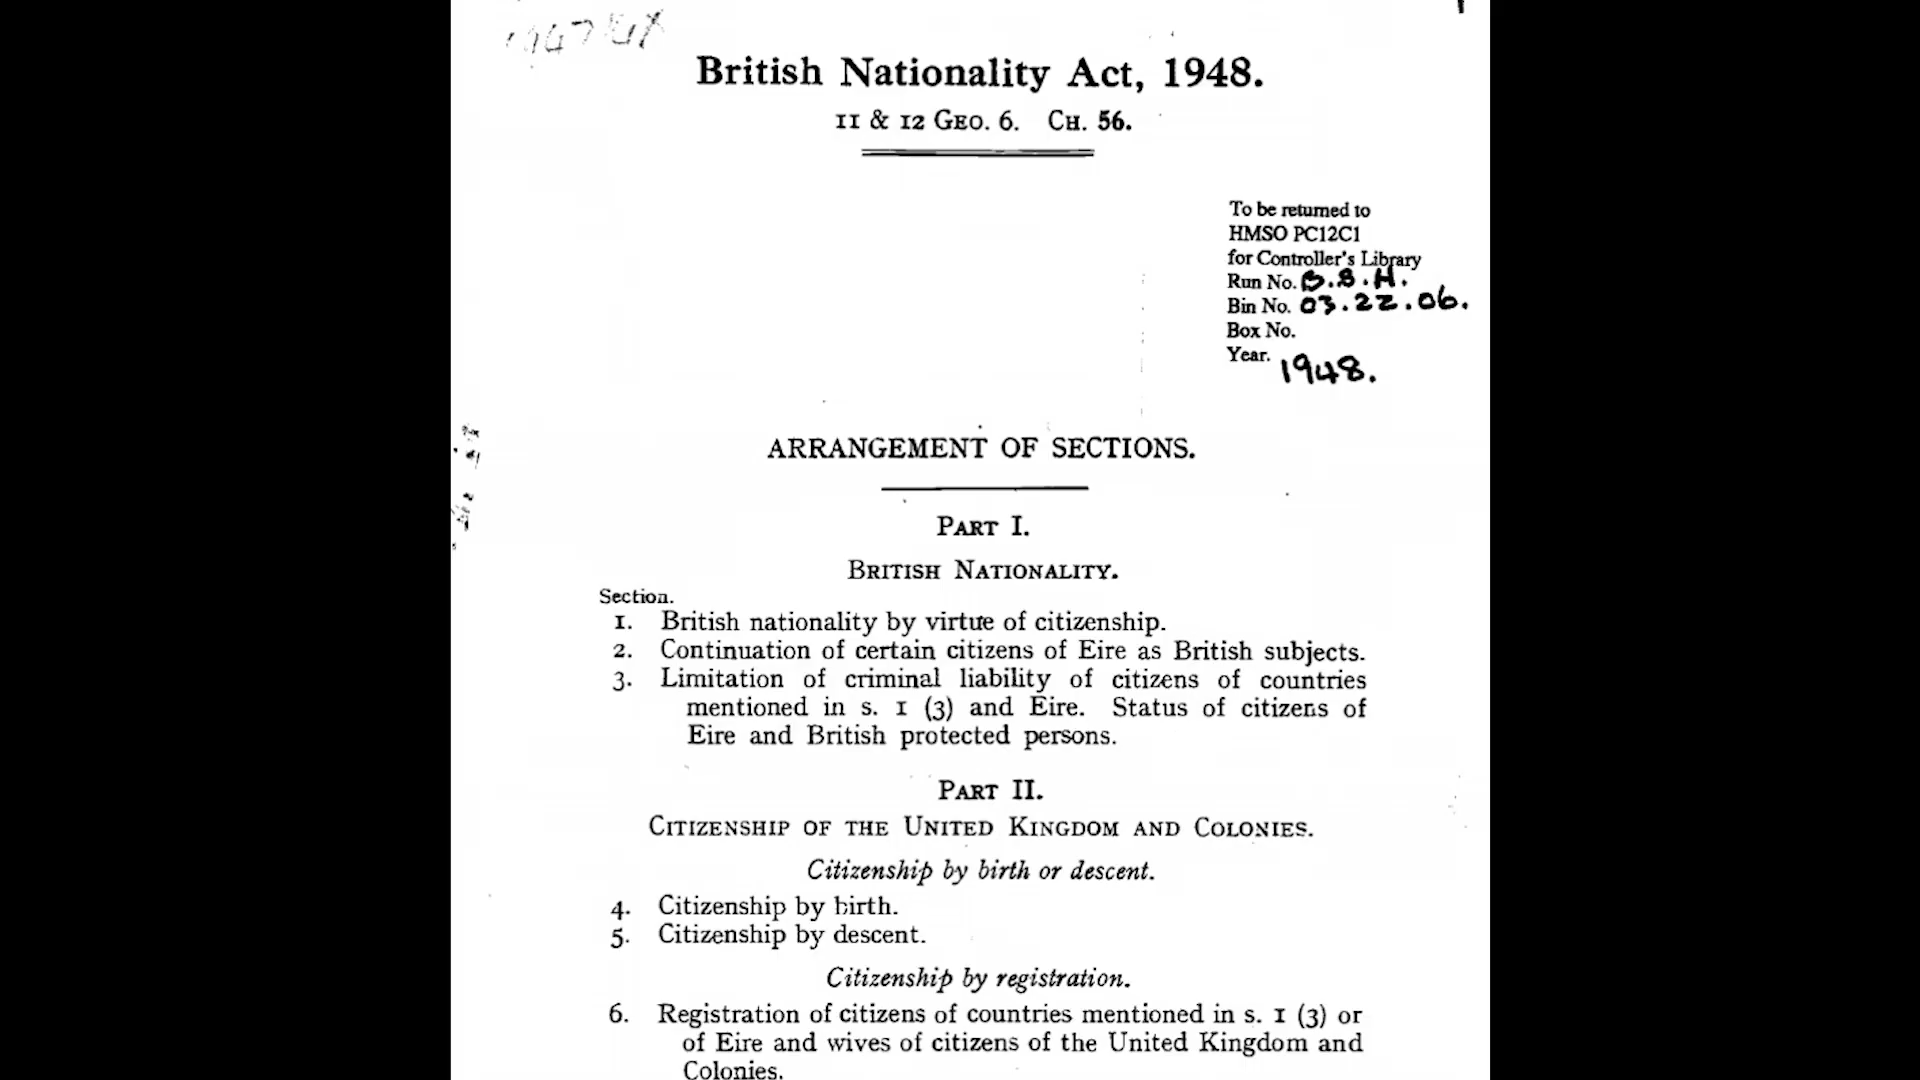 British Nationality Act, 1948.
11 & 12 GEO. 6. CH. 56.
To be returned to
HMSO PC12C1
for Controller's Library
Run No. B.8.H.
Bin No. 03.22.06.
Box No.
Year. 1948.
ARRANGEMENT OF SECTIONS.
PART I.
BRITISH NATIONALITY.
Section.
1. British nationality by virtue of citizenship.
2. Continuation of certain citizens of Eire as British subjects.
3. Limitation of criminal liability of citizens of countries
mentioned in s. 1 (3) and Eire. Status of citizens of
Eire and British protected persons.
PART II.
CITIZENSHIP OF THE UNITED KINGDOM AND COLONIES.
Citizenship by birth or descent.
4. Citizenship by birth.
5. Citizenship by descent.
Citizenship by registration.
6. Registration of citizens of countries mentioned in s. 1 (3) or
of Eire and wives of citizens of the United Kingdom and
Colonies.